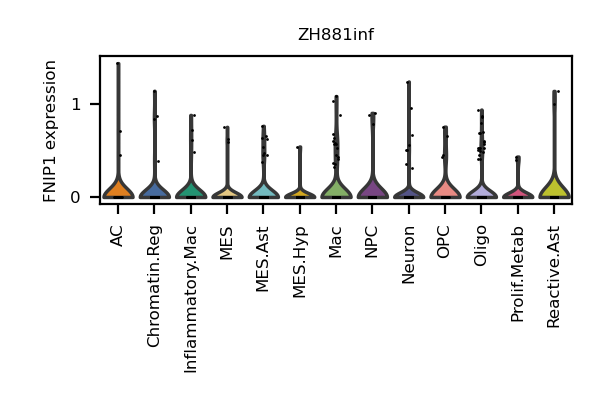 ZH881inf
FNIP1 expression
1
0
AC
Chromatin.Reg
Inflammatory.Mac
MES
MES.Ast
MES.Hyp
Mac
NPC
Neuron
OPC
Oligo
Prolif.Metab
Reactive.Ast